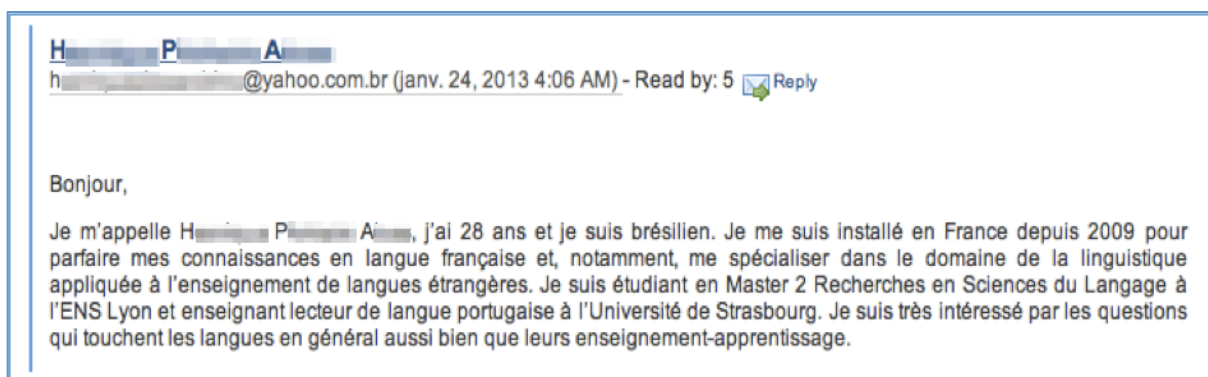 H P A
h @yahoo.com.br (janv. 24, 2013 4:06 AM) - Read by: 5 Reply
Bonjour,
Je m'appelle H P A , j'ai 28 ans et je suis brésilien. Je me suis installé en France depuis 2009 pour
parfaire mes connaissances en langue française et, notamment, me spécialiser dans le domaine de la linguistique
appliquée à l'enseignement de langues étrangères. Je suis étudiant en Master 2 Recherches en Sciences du Langage à
l'ENS Lyon et enseignant lecteur de langue portugaise à l'Université de Strasbourg. Je suis très intéressé par les questions
qui touchent les langues en général aussi bien que leurs enseignement-apprentissage.